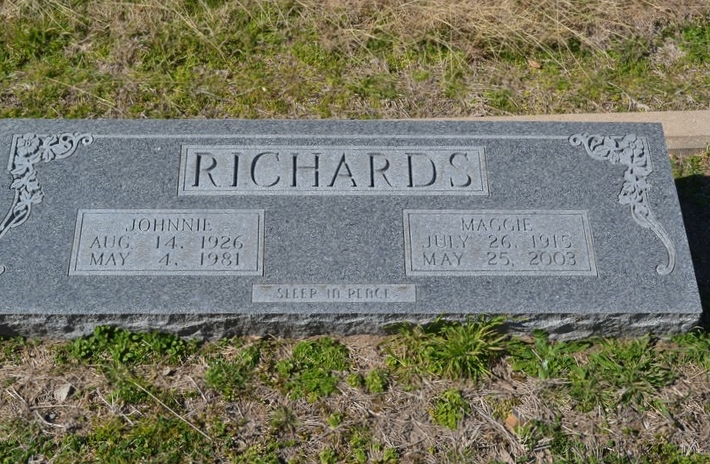 RICHARDS
JOHNNIE
AUG. 14, 1926
MAY 4, 1981
MAGGIE
JULY 26, 1915
MAY 25, 2003
SLEEP IN PEACE